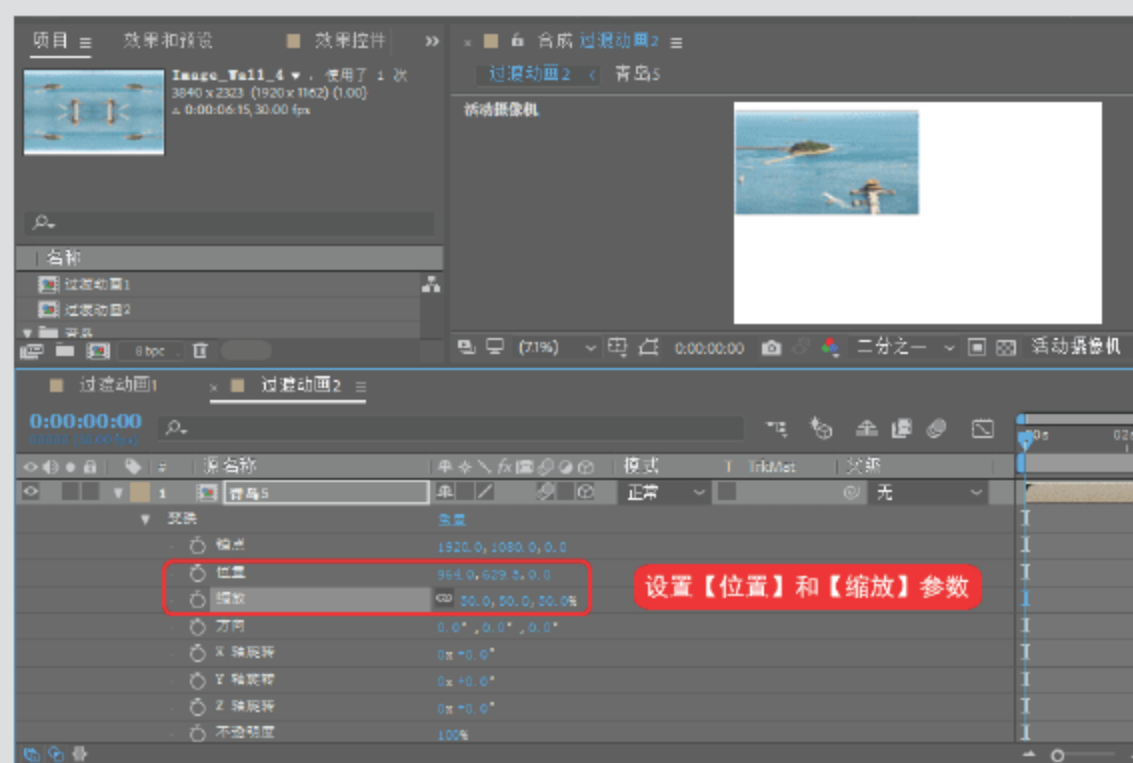 项目 ☰ 效果和预设 效果控件 »
Image_Wall_4 ▼ , 使用了 1 次
3840 x 2323 (1920 x 1162) (1.00)
△ 0:00:06:15, 30.00 fps
名称
过渡动画1
过渡动画2
青岛
8 bpc
× 合成 过渡动画2 ☰
过渡动画2 ‹ 青岛5
活动摄像机
(7.1%) 0:00:00:00 二分之一 活动摄像机
过渡动画1 × 过渡动画2 ☰
0:00:00:00
00s 02s
源名称 模式 T TrkMat 父级
1 青岛5 正常 无
变换 重置
锚点 1920.0,1080.0,0.0
位置
缩放 50.0,50.0,50.0%
方向 0.0°,0.0°,0.0°
X 轴旋转 0x+0.0°
Y 轴旋转 0x+0.0°
Z 轴旋转 0x+0.0°
不透明度 100%
设置【位置】和【缩放】参数